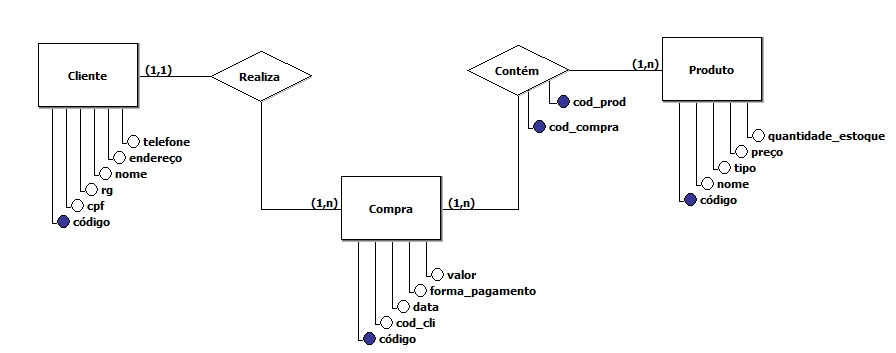 Cliente
(1,1)
Realiza
telefone
endereço
nome
rg
cpf
código
(1,n)
Compra
(1,n)
valor
forma_pagamento
data
cod_cli
código
Contém
cod_prod
cod_compra
(1,n)
Produto
quantidade_estoque
preço
tipo
nome
código